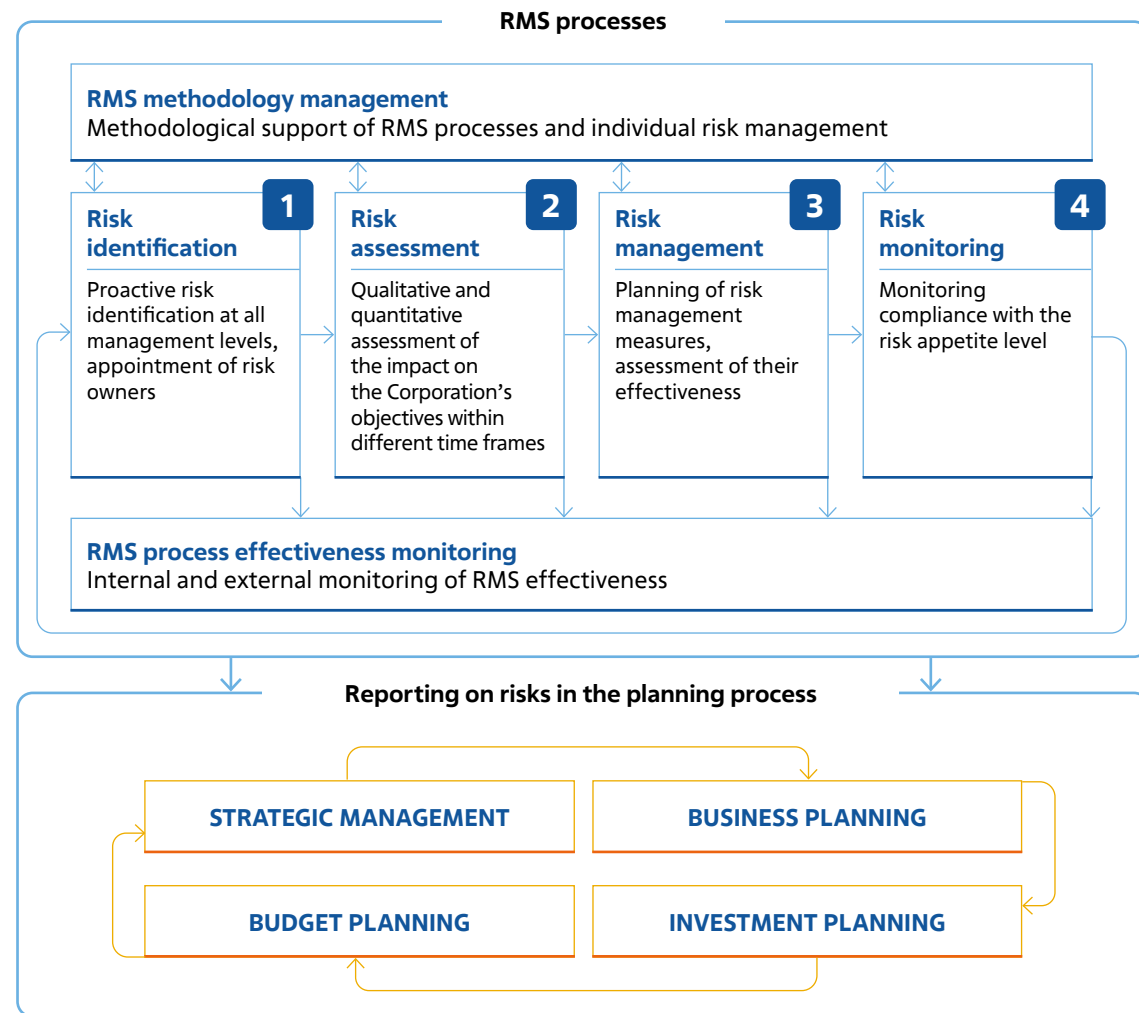 RMS processes
RMS methodology management
Methodological support of RMS processes and individual risk management
1
Risk
identification
Proactive risk
identification at all
management levels,
appointment of risk
owners
2
Risk
assessment
Qualitative and
quantitative
assessment of
the impact on
the Corporation's
objectives within
different time frames
3
Risk
management
Planning of risk
management
measures,
assessment of their
effectiveness
4
Risk
monitoring
Monitoring
compliance with the
risk appetite level
RMS process effectiveness monitoring
Internal and external monitoring of RMS effectiveness
Reporting on risks in the planning process
STRATEGIC MANAGEMENT
BUSINESS PLANNING
BUDGET PLANNING
INVESTMENT PLANNING